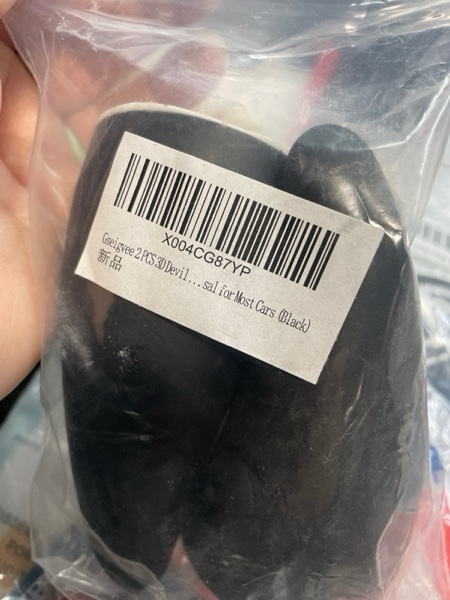 X004CG87YP
Gseigvee 2 PCS 3D Devil...sal for Most Cars (Black)
新品